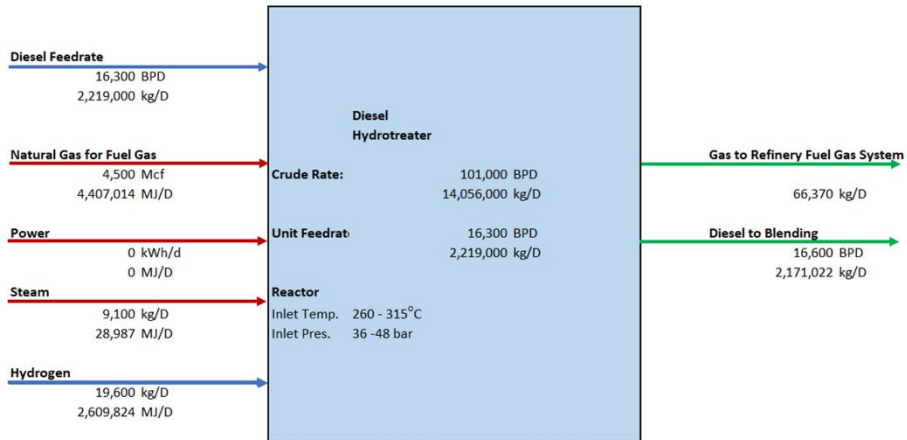 Diesel Feedrate
16,300 BPD
2,219,000 kg/D
Natural Gas for Fuel Gas
4,500 Mcf
4,407,014 MJ/D
Power
0 kWh/d
0 MJ/D
Steam
9,100 kg/D
28,987 MJ/D
Hydrogen
19,600 kg/D
2,609,824 MJ/D
Diesel
Hydrotreater
Crude Rate: 101,000 BPD
14,056,000 kg/D
Unit Feedrat 16,300 BPD
2,219,000 kg/D
Reactor
Inlet Temp. 260 - 315°C
Inlet Pres. 36 -48 bar
Gas to Refinery Fuel Gas System
66,370 kg/D
Diesel to Blending
16,600 BPD
2,171,022 kg/D